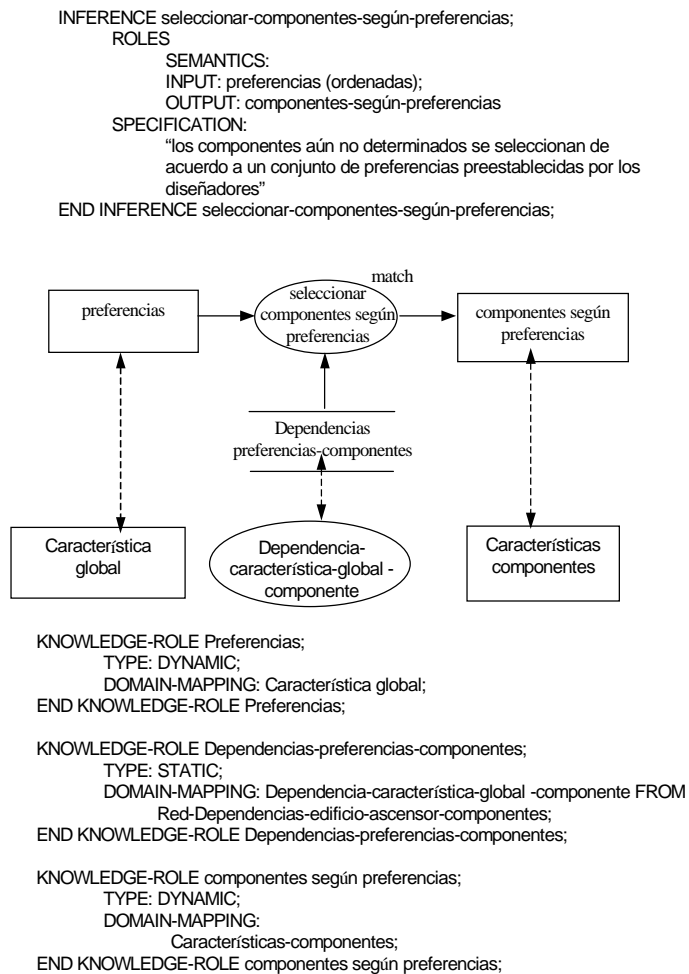 INFERENCE seleccionar-componentes-según-preferencias;
ROLES
SEMANTICS:
INPUT: preferencias (ordenadas);
OUTPUT: componentes-según-preferencias
SPECIFICATION:
“los componentes aún no determinados se seleccionan de
acuerdo a un conjunto de preferencias preestablecidas por los
diseñadores”
END INFERENCE seleccionar-componentes-según-preferencias;
match
preferencias
seleccionar
componentes según
preferencias
componentes según
preferencias
Dependencias
preferencias-componentes
Característica
global
Dependencia-
característica-global -
componente
Características
componentes
KNOWLEDGE-ROLE Preferencias;
TYPE: DYNAMIC;
DOMAIN-MAPPING: Característica global;
END KNOWLEDGE-ROLE Preferencias;
KNOWLEDGE-ROLE Dependencias-preferencias-componentes;
TYPE: STATIC;
DOMAIN-MAPPING: Dependencia-característica-global -componente FROM
Red-Dependencias-edificio-ascensor-componentes;
END KNOWLEDGE-ROLE Dependencias-preferencias-componentes;
KNOWLEDGE-ROLE componentes según preferencias;
TYPE: DYNAMIC;
DOMAIN-MAPPING:
Características-componentes;
END KNOWLEDGE-ROLE componentes según preferencias;